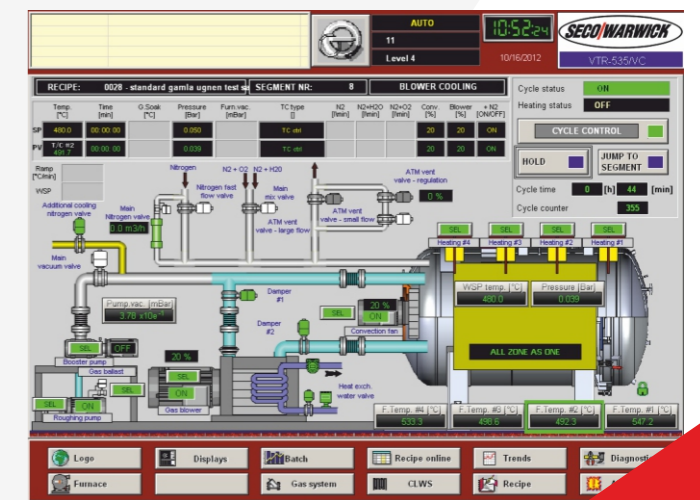 AUTO
11
Level 4
10:52:24
10/16/2012
SECO/WARWICK
VTR-535/VC
RECIPE: 0028 - standard gamla ugnen test sa SEGMENT NR: 8 BLOWER COOLING
Cycle status ON
Heating status OFF
CYCLE CONTROL
HOLD
JUMP TO
SEGMENT
Cycle time 0 [h] 44 [min]
Cycle counter 355
Temp. Time G.Soak Pressure Furn.vac. TC type N2 N2+H2O N2+O2 Conv. Blower + N2
[°C] [min] [°C] [Bar] [mBar] [] [l/min] [l/min] [l/min] [%] [%] [ON/OFF]
SP 480.0 00:00:00 0.050 TC ctrl 20 20 ON
PV T/C #2 491.7 00:00:00 0.039 TC ctrl 20 20 ON
Ramp
[°C/min]
WSP
Nitrogen
N2 + O2
N2 + H2O
Nitrogen fast
flow valve
Main
mix valve
ATM vent
valve - regulation
0 %
ATM vent
valve - small flow
ATM vent
valve - large flow
Additional cooling
nitrogen valve
Main
Nitrogen valve
0.0 m3/h
Main
vacuum valve
SEL SEL SEL SEL
Heating #4 Heating #3 Heating #2 Heating #1
WSP temp. [°C]
480.0
Pressure [Bar]
0.039
ALL ZONE AS ONE
Pump.vac. [mBar]
Damper
#1
Damper
#2
SEL
20 %
ON
Convection fan
SEL OFF
Booster pump
Gas ballast
SEL
SEL ON
Roughing pump
20 %
SEL
ON
Gas blower
Heat exch.
water valve
F.Temp. #4 [°C] F.Temp. #3 [°C] F.Temp. #2 [°C] F.Temp. #1 [°C]
533.3 498.6 492.3 547.2
Logo Displays Batch Recipe online Trends Diagnosti
Furnace Gas system CLWS Recipe A